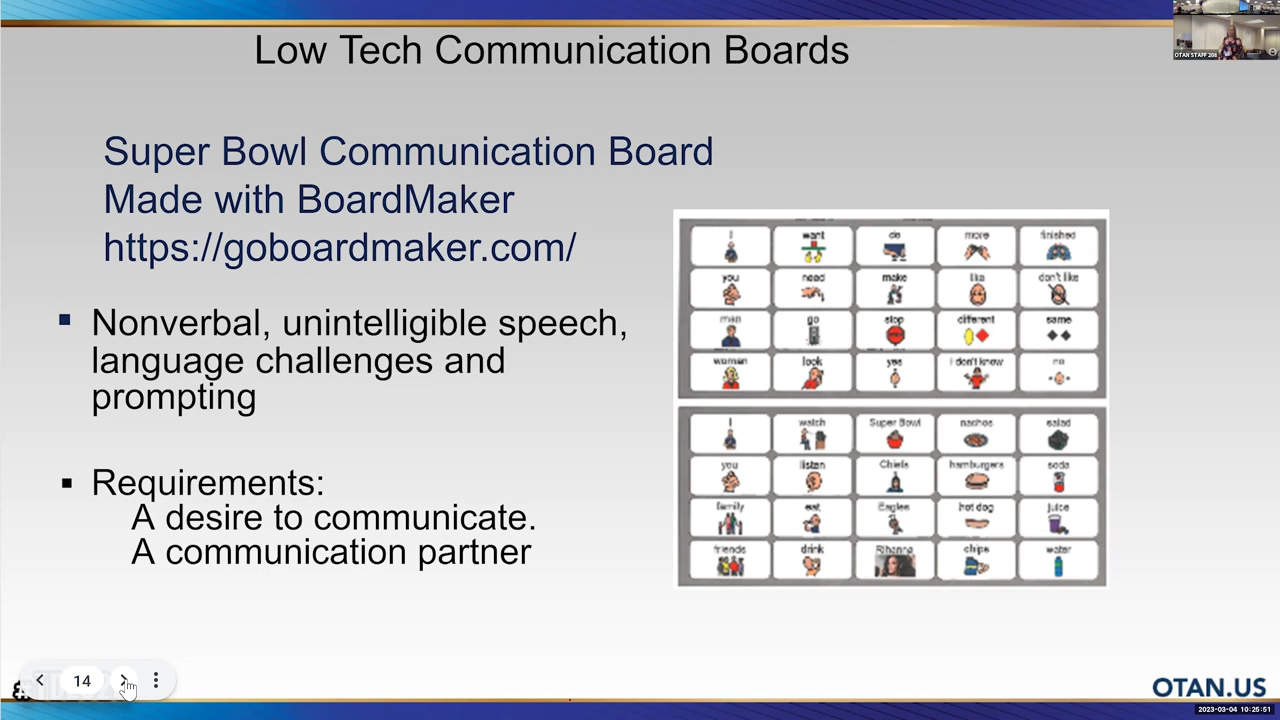 Low Tech Communication Boards
OTAN STAFF 208
Super Bowl Communication Board
Made with BoardMaker
https://goboardmaker.com/
▪ Nonverbal, unintelligible speech,
language challenges and
prompting
▪ Requirements:
A desire to communicate.
A communication partner
I want do more finished
you need make like don't like
man go stop different same
woman look yes I don't know no
I watch Super Bowl nachos salad
you listen Chiefs hamburgers soda
family eat Eagles hot dog juice
friends drink Rihanna chips water
14
OTAN.US
2023-03-04 10:25:51